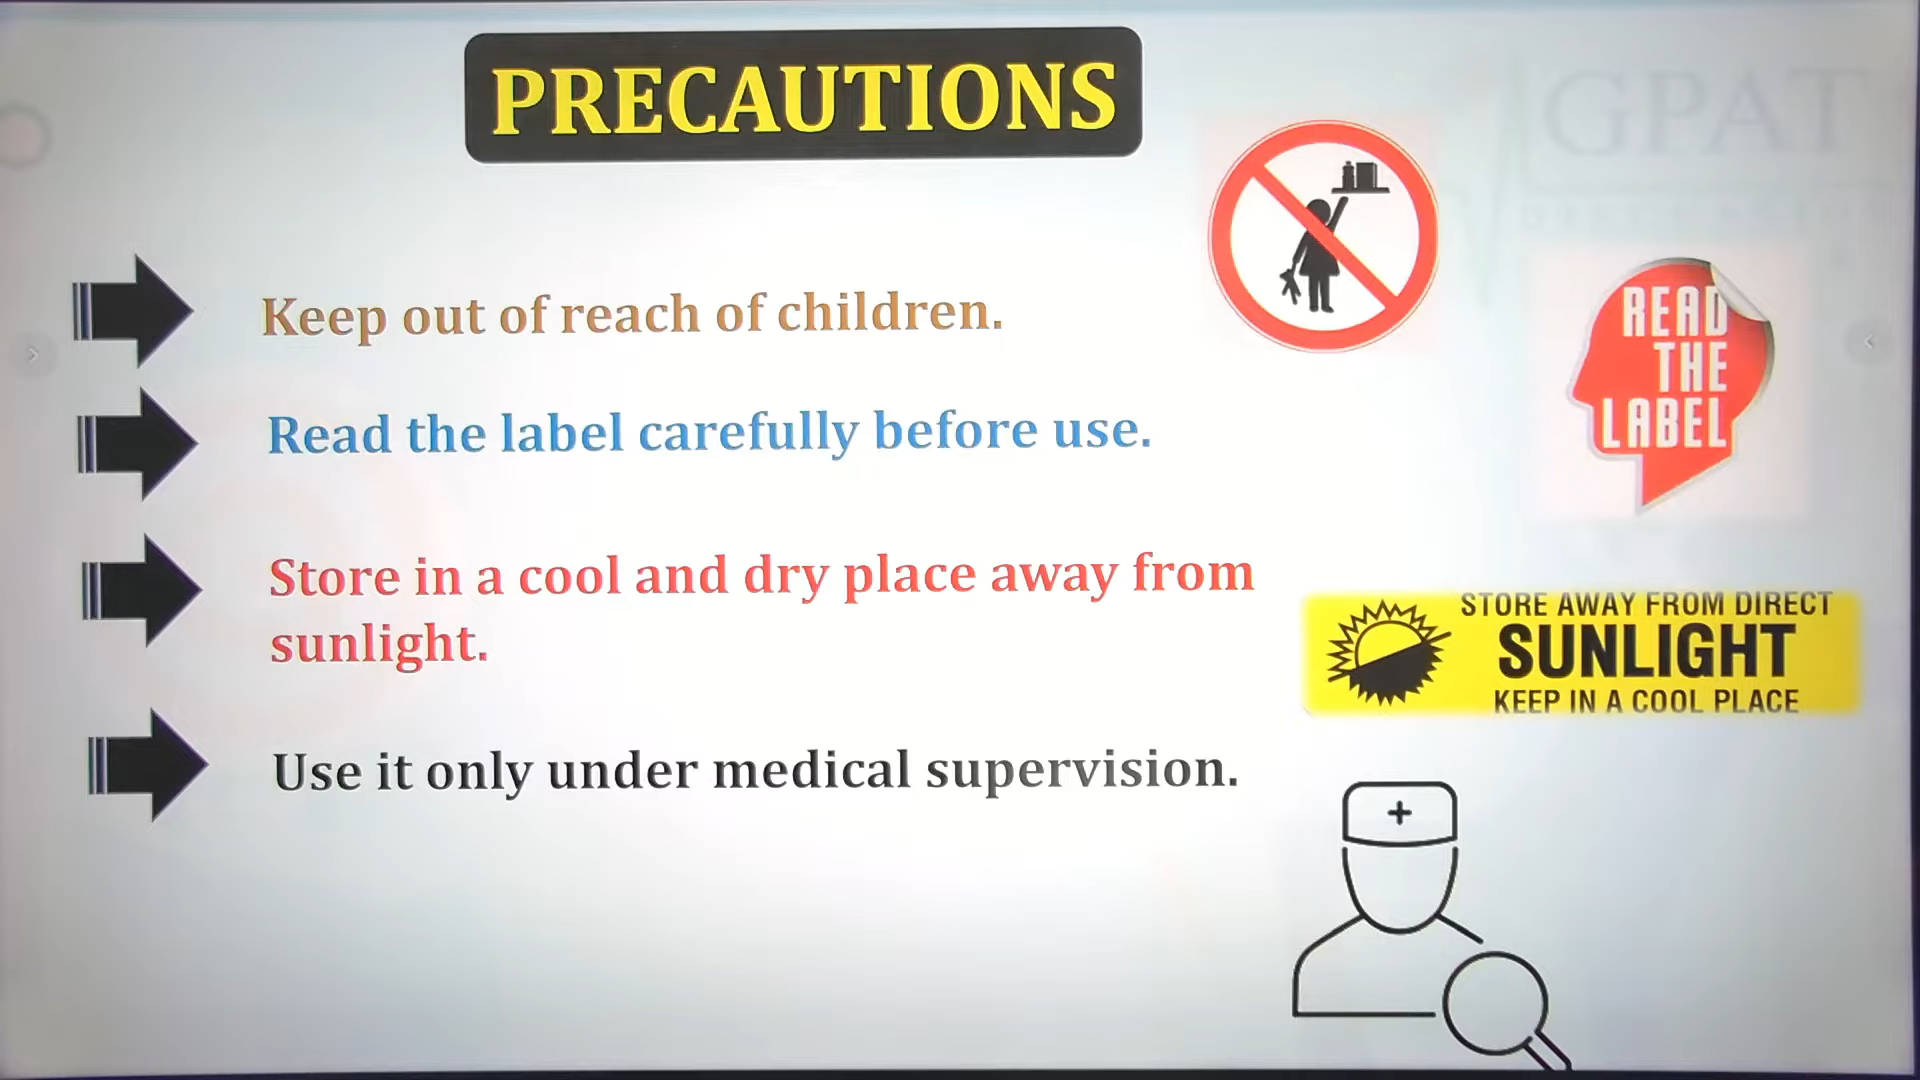 PRECAUTIONS
GPAT
Keep out of reach of children.
READ
THE
LABEL
Read the label carefully before use.
Store in a cool and dry place away from
sunlight.
STORE AWAY FROM DIRECT
SUNLIGHT
KEEP IN A COOL PLACE
Use it only under medical supervision.